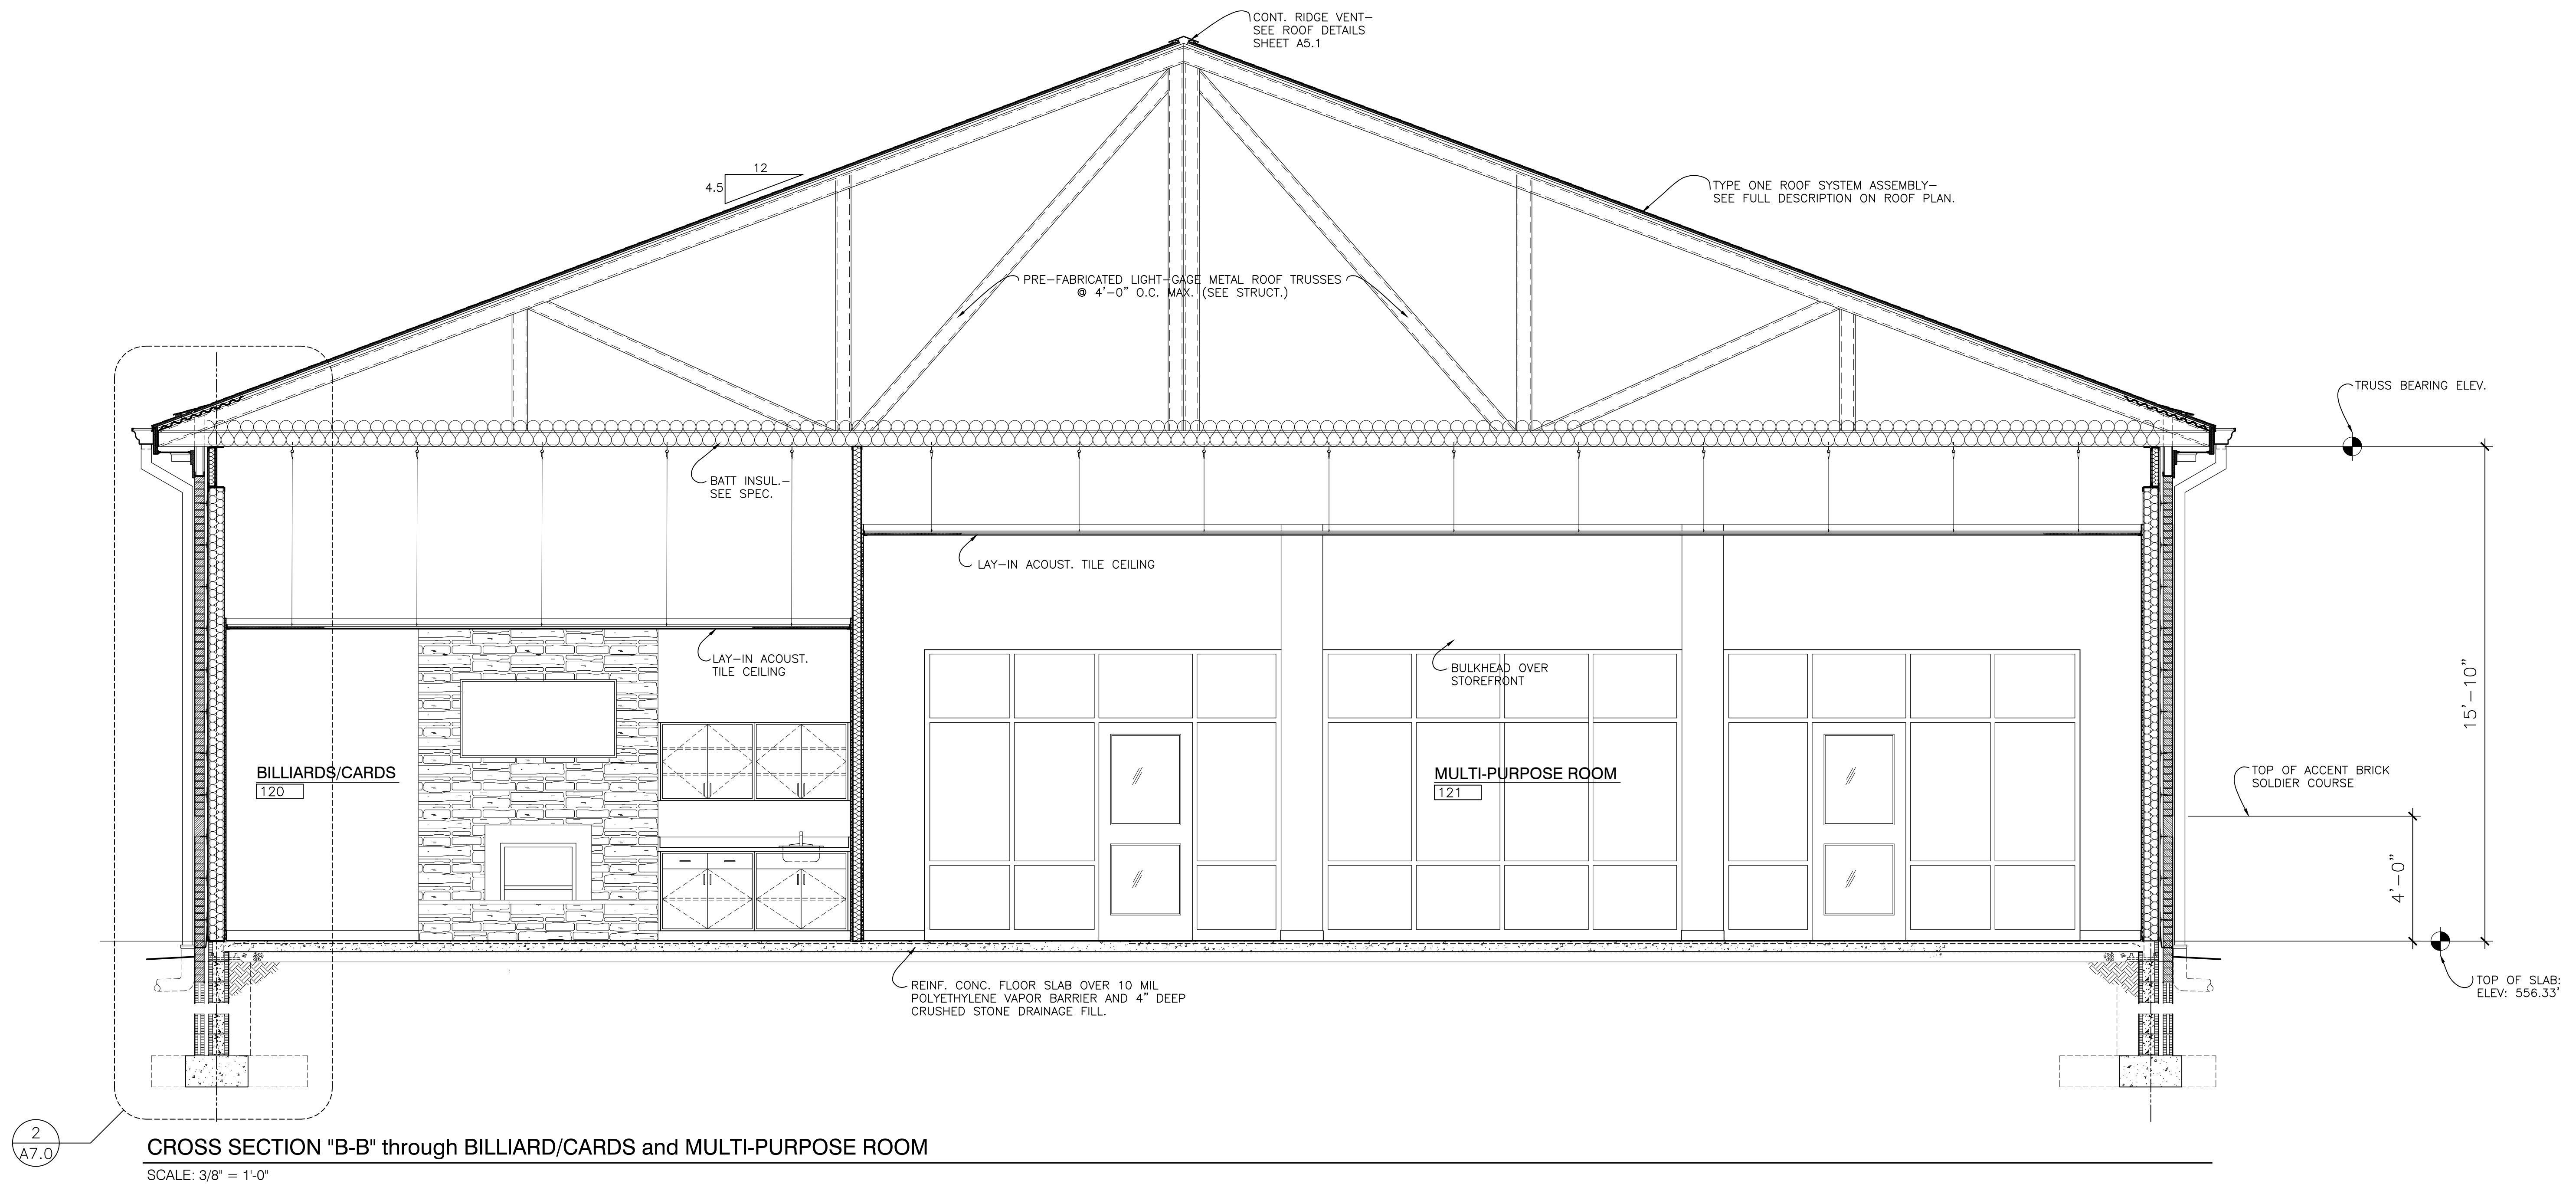 CONT. RIDGE VENT–
SEE ROOF DETAILS
SHEET A5.1
12
4.5
TYPE ONE ROOF SYSTEM ASSEMBLY–
SEE FULL DESCRIPTION ON ROOF PLAN.
PRE–FABRICATED LIGHT–GAGE METAL ROOF TRUSSES
@ 4'–0" O.C. MAX. (SEE STRUCT.)
TRUSS BEARING ELEV.
BATT INSUL.–
SEE SPEC.
LAY–IN ACOUST. TILE CEILING
LAY–IN ACOUST.
TILE CEILING
BULKHEAD OVER
STOREFRONT
15'–10"
BILLIARDS/CARDS
120
MULTI-PURPOSE ROOM
121
TOP OF ACCENT BRICK
SOLDIER COURSE
4'–0"
REINF. CONC. FLOOR SLAB OVER 10 MIL
POLYETHYLENE VAPOR BARRIER AND 4" DEEP
CRUSHED STONE DRAINAGE FILL.
TOP OF SLAB:
ELEV: 556.33'
2
A7.0
CROSS SECTION "B-B" through BILLIARD/CARDS and MULTI-PURPOSE ROOM
SCALE: 3/8" = 1'-0"